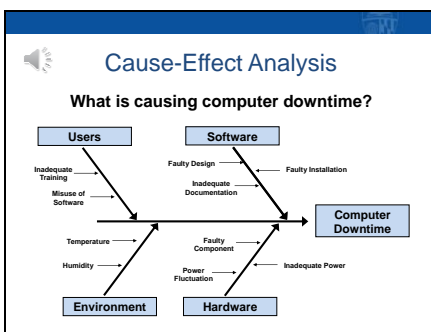 Cause-Effect Analysis
What is causing computer downtime?
Users
Software
Inadequate
Training
Misuse of
Software
Faulty Design
Faulty Installation
Inadequate
Documentation
Computer
Downtime
Temperature
Humidity
Faulty
Component
Power
Fluctuation
Inadequate Power
Environment
Hardware